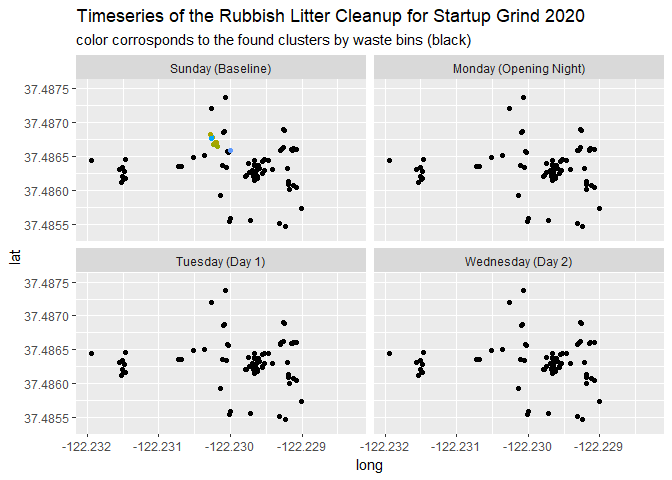 Timeseries of the Rubbish Litter Cleanup for Startup Grind 2020
color corrosponds to the found clusters by waste bins (black)
Sunday (Baseline)
Monday (Opening Night)
37.4875
37.4870
37.4865
37.4860
37.4855
Tuesday (Day 1)
Wednesday (Day 2)
37.4875
37.4870
37.4865
37.4860
37.4855
lat
-122.232
-122.231
-122.230
-122.229
-122.232
-122.231
-122.230
-122.229
long